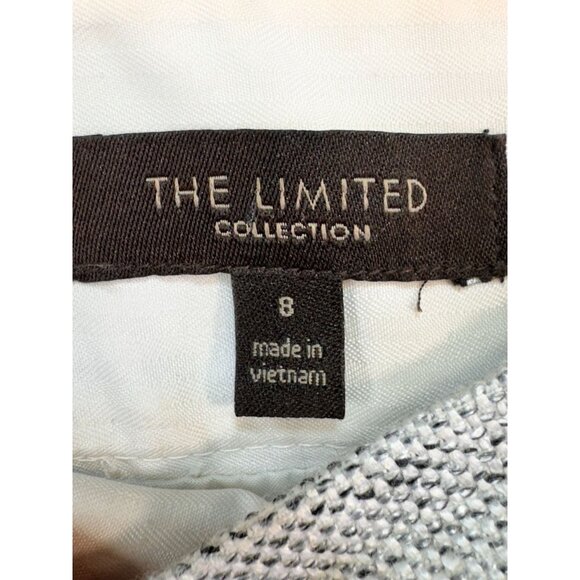 THE LIMITED
COLLECTION
8
made in
vietnam